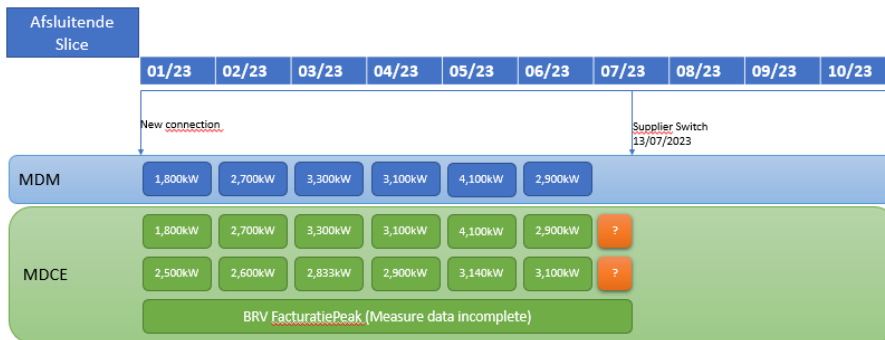 Afsluitende
Slice
01/23 02/23 03/23 04/23 05/23 06/23 07/23 08/23 09/23 10/23
New connection
Supplier Switch
13/07/2023
MDM
1,800kW 2,700kW 3,300kW 3,100kW 4,100kW 2,900kW
1,800kW 2,700kW 3,300kW 3,100kW 4,100kW 2,900kW ?
MDCE
2,500kW 2,600kW 2,833kW 2,900kW 3,140kW 3,100kW ?
BRV FacturatiePeak (Measure data incomplete)